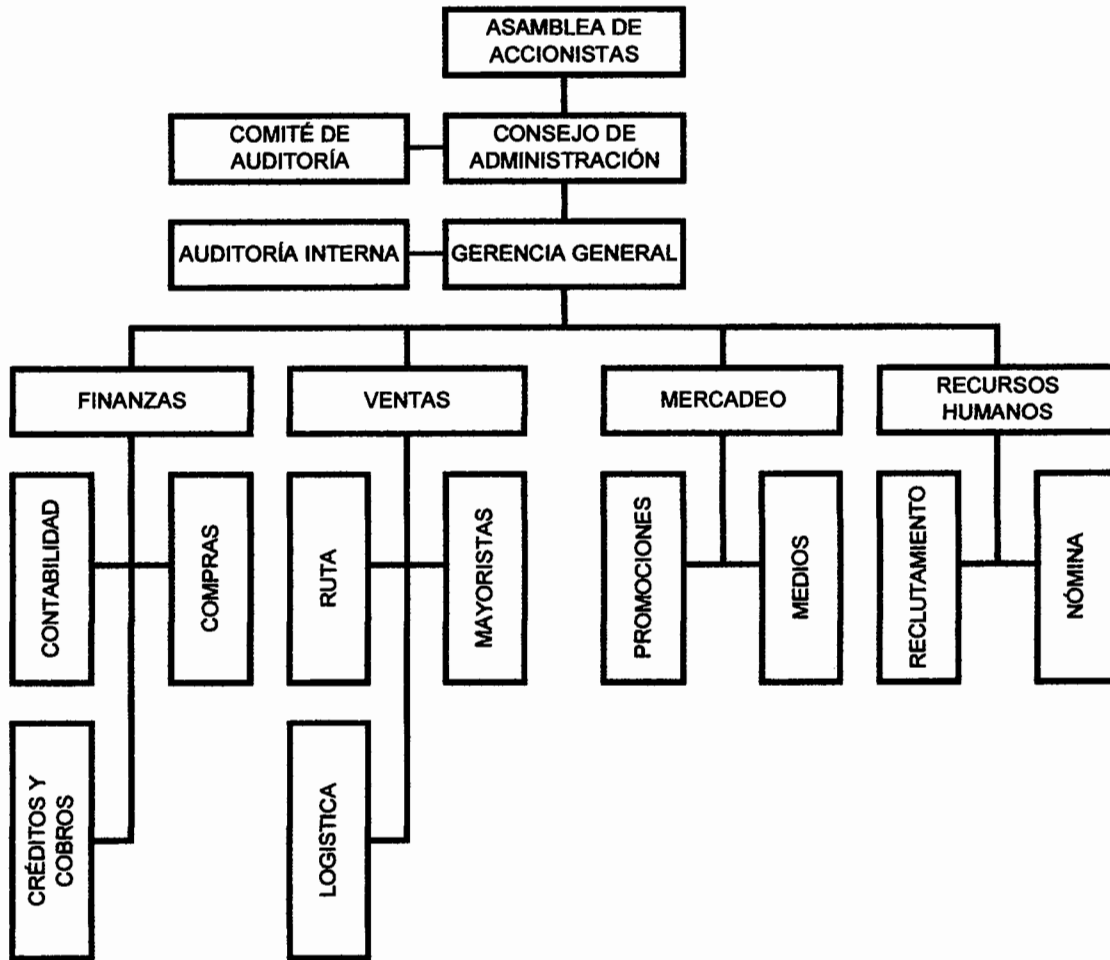 ASAMBLEA DE
ACCIONISTAS
COMITÉ DE
AUDITORÍA
CONSEJO DE
ADMINISTRACIÓN
AUDITORÍA INTERNA
GERENCIA GENERAL
FINANZAS
VENTAS
MERCADEO
RECURSOS
HUMANOS
CONTABILIDAD
COMPRAS
RUTA
MAYORISTAS
PROMOCIONES
MEDIOS
RECLUTAMIENTO
NÓMINA
CRÉDITOS Y
COBROS
LOGISTICA